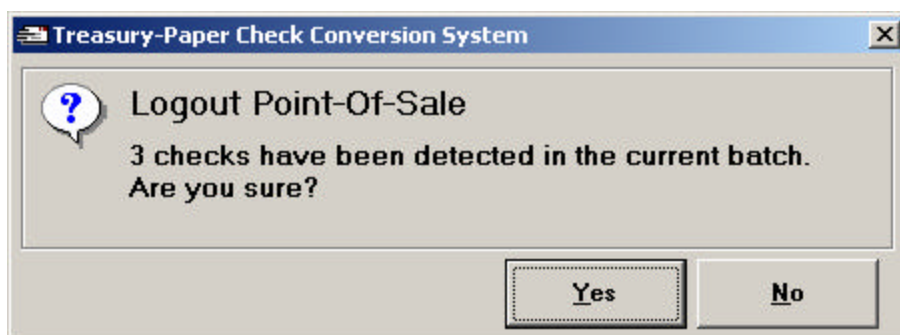 Treasury-Paper Check Conversion System
Logout Point-Of-Sale
3 checks have been detected in the current batch.
Are you sure?
Yes No